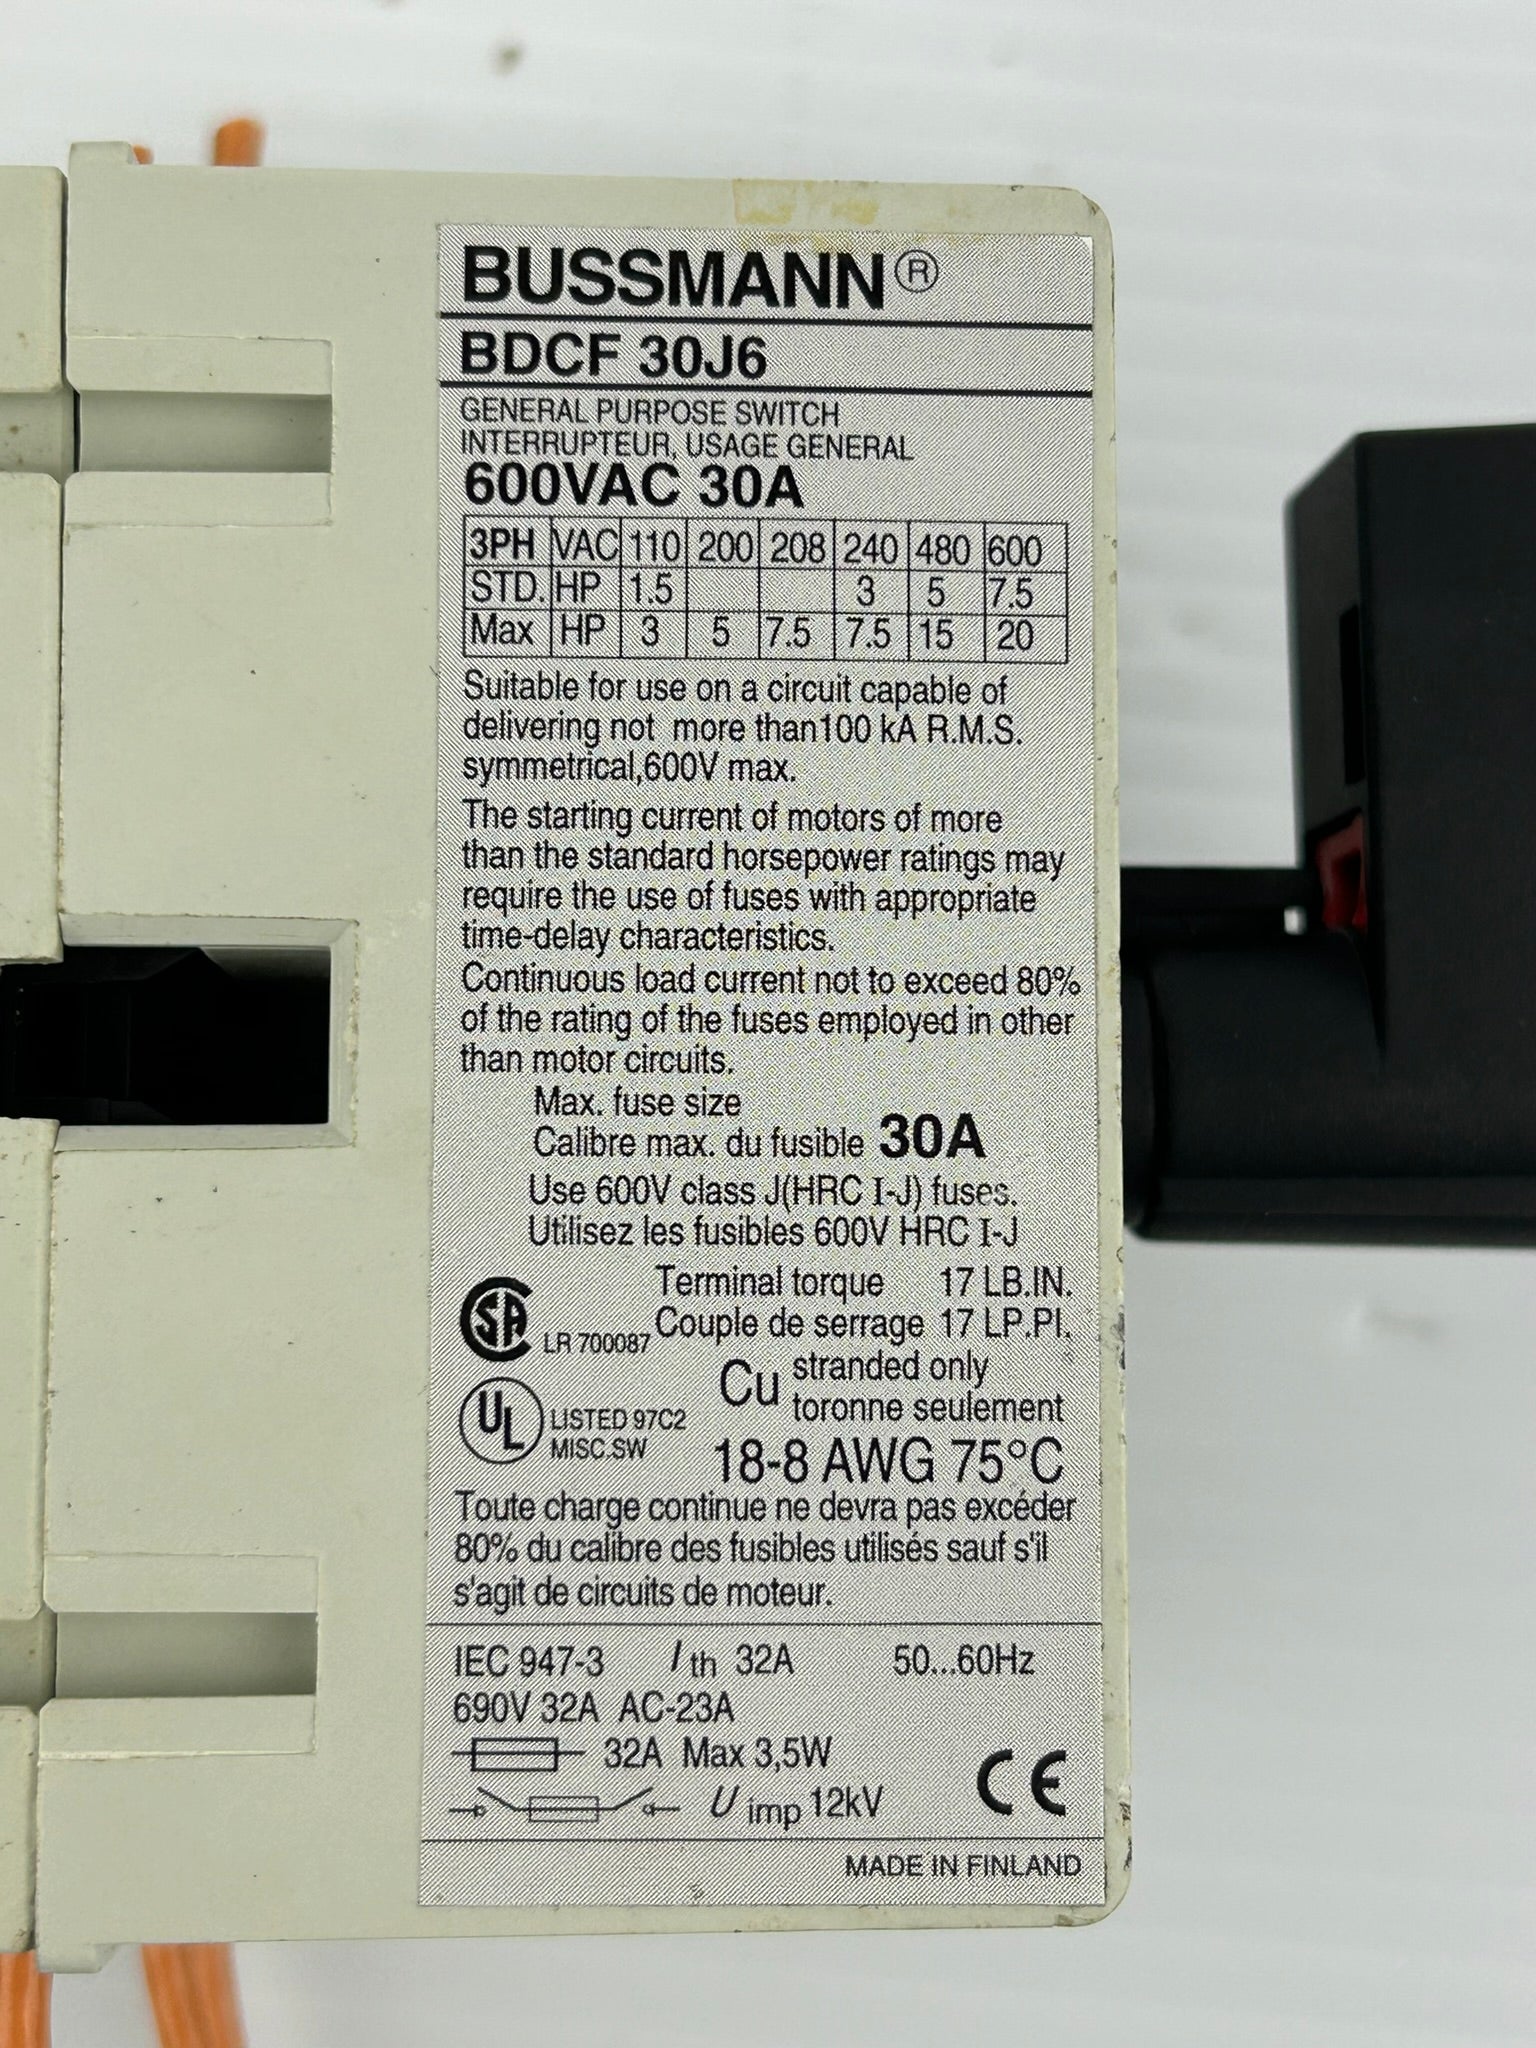 BUSSMANN®
BDCF 30J6
GENERAL PURPOSE SWITCH
INTERRUPTEUR, USAGE GENERAL
600VAC 30A
3PH VAC 110 200 208 240 480 600
STD. HP 1.5 3 5 7.5
Max HP 3 5 7.5 7.5 15 20
Suitable for use on a circuit capable of
delivering not more than100 kA R.M.S.
symmetrical,600V max.
The starting current of motors of more
than the standard horsepower ratings may
require the use of fuses with appropriate
time-delay characteristics.
Continuous load current not to exceed 80%
of the rating of the fuses employed in other
than motor circuits.
Max. fuse size
Calibre max. du fusible 30A
Use 600V class J(HRC I-J) fuses.
Utilisez les fusibles 600V HRC I-J
Terminal torque 17 LB.IN.
SA LR 700087 Couple de serrage 17 LP.PI.
Cu stranded only
toronne seulement
UL LISTED 97C2
MISC.SW
18-8 AWG 75°C
Toute charge continue ne devra pas excéder
80% du calibre des fusibles utilisés sauf s'il
s'agit de circuits de moteur.
IEC 947-3 Ith 32A 50...60Hz
690V 32A AC-23A
32A Max 3,5W
U imp 12kV CE
MADE IN FINLAND